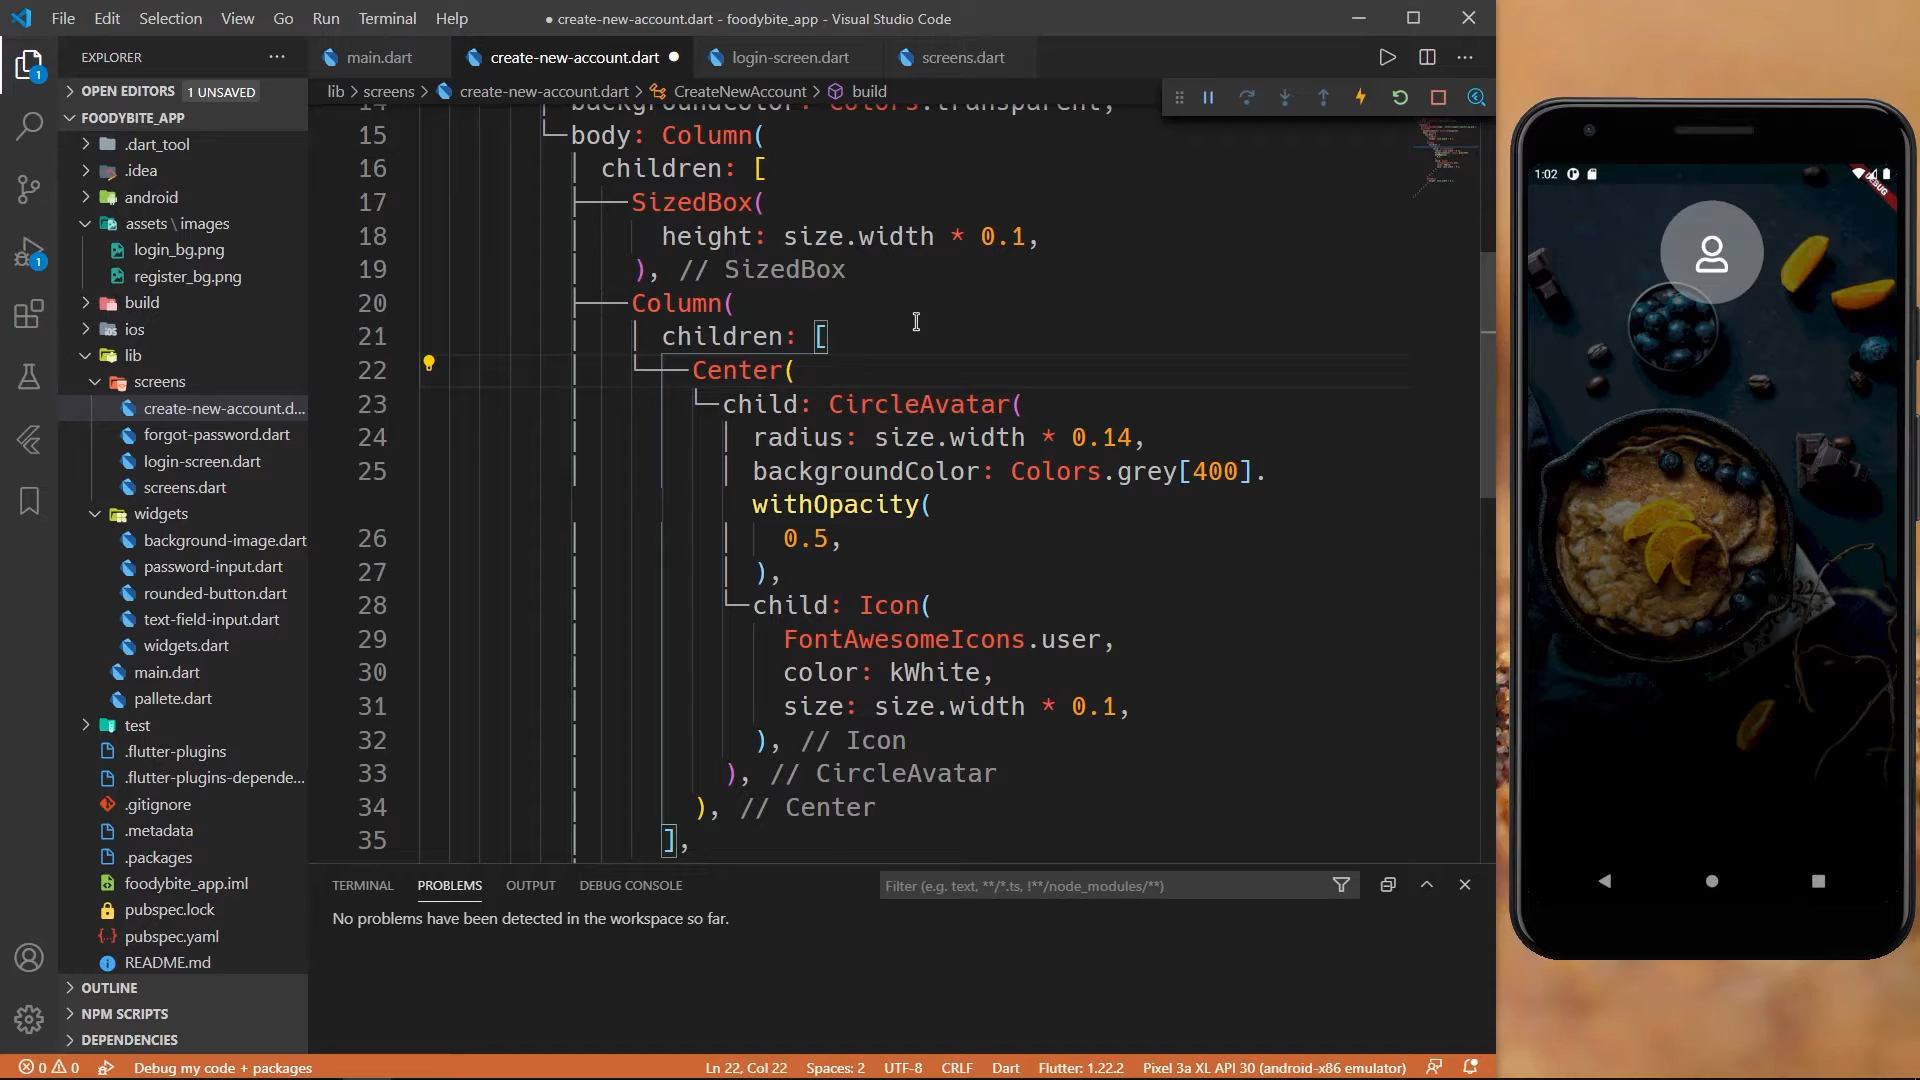 File Edit Selection View Go Run Terminal Help
● create-new-account.dart - foodybite_app - Visual Studio Code
EXPLORER
main.dart
create-new-account.dart
login-screen.dart
screens.dart
lib > screens > create-new-account.dart > CreateNewAccount > build
OPEN EDITORS 1 UNSAVED
FOODYBITE_APP
.dart_tool
.idea
android
assets \ images
login_bg.png
register_bg.png
build
ios
lib
screens
create-new-account.d...
forgot-password.dart
login-screen.dart
screens.dart
widgets
background-image.dart
password-input.dart
rounded-button.dart
text-field-input.dart
widgets.dart
main.dart
pallete.dart
test
.flutter-plugins
.flutter-plugins-depende...
.gitignore
.metadata
.packages
foodybite_app.iml
pubspec.lock
pubspec.yaml
README.md
OUTLINE
NPM SCRIPTS
DEPENDENCIES
14 backgroundColor: Colors.transparent,
15 body: Column(
16 children: [
17 SizedBox(
18 height: size.width * 0.1,
19 ), // SizedBox
20 Column(
21 children: [
22 Center(
23 child: CircleAvatar(
24 radius: size.width * 0.14,
25 backgroundColor: Colors.grey[400].
withOpacity(
26 0.5,
27 ),
28 child: Icon(
29 FontAwesomeIcons.user,
30 color: kWhite,
31 size: size.width * 0.1,
32 ), // Icon
33 ), // CircleAvatar
34 ), // Center
35 ],
TERMINAL PROBLEMS OUTPUT DEBUG CONSOLE
Filter (e.g. text, **/*.ts, !**/node_modules/**)
No problems have been detected in the workspace so far.
1:02
DEBUG
0 0 Debug my code + packages
Ln 22, Col 22 Spaces: 2 UTF-8 CRLF Dart Flutter: 1.22.2 Pixel 3a XL API 30 (android-x86 emulator)
1
1